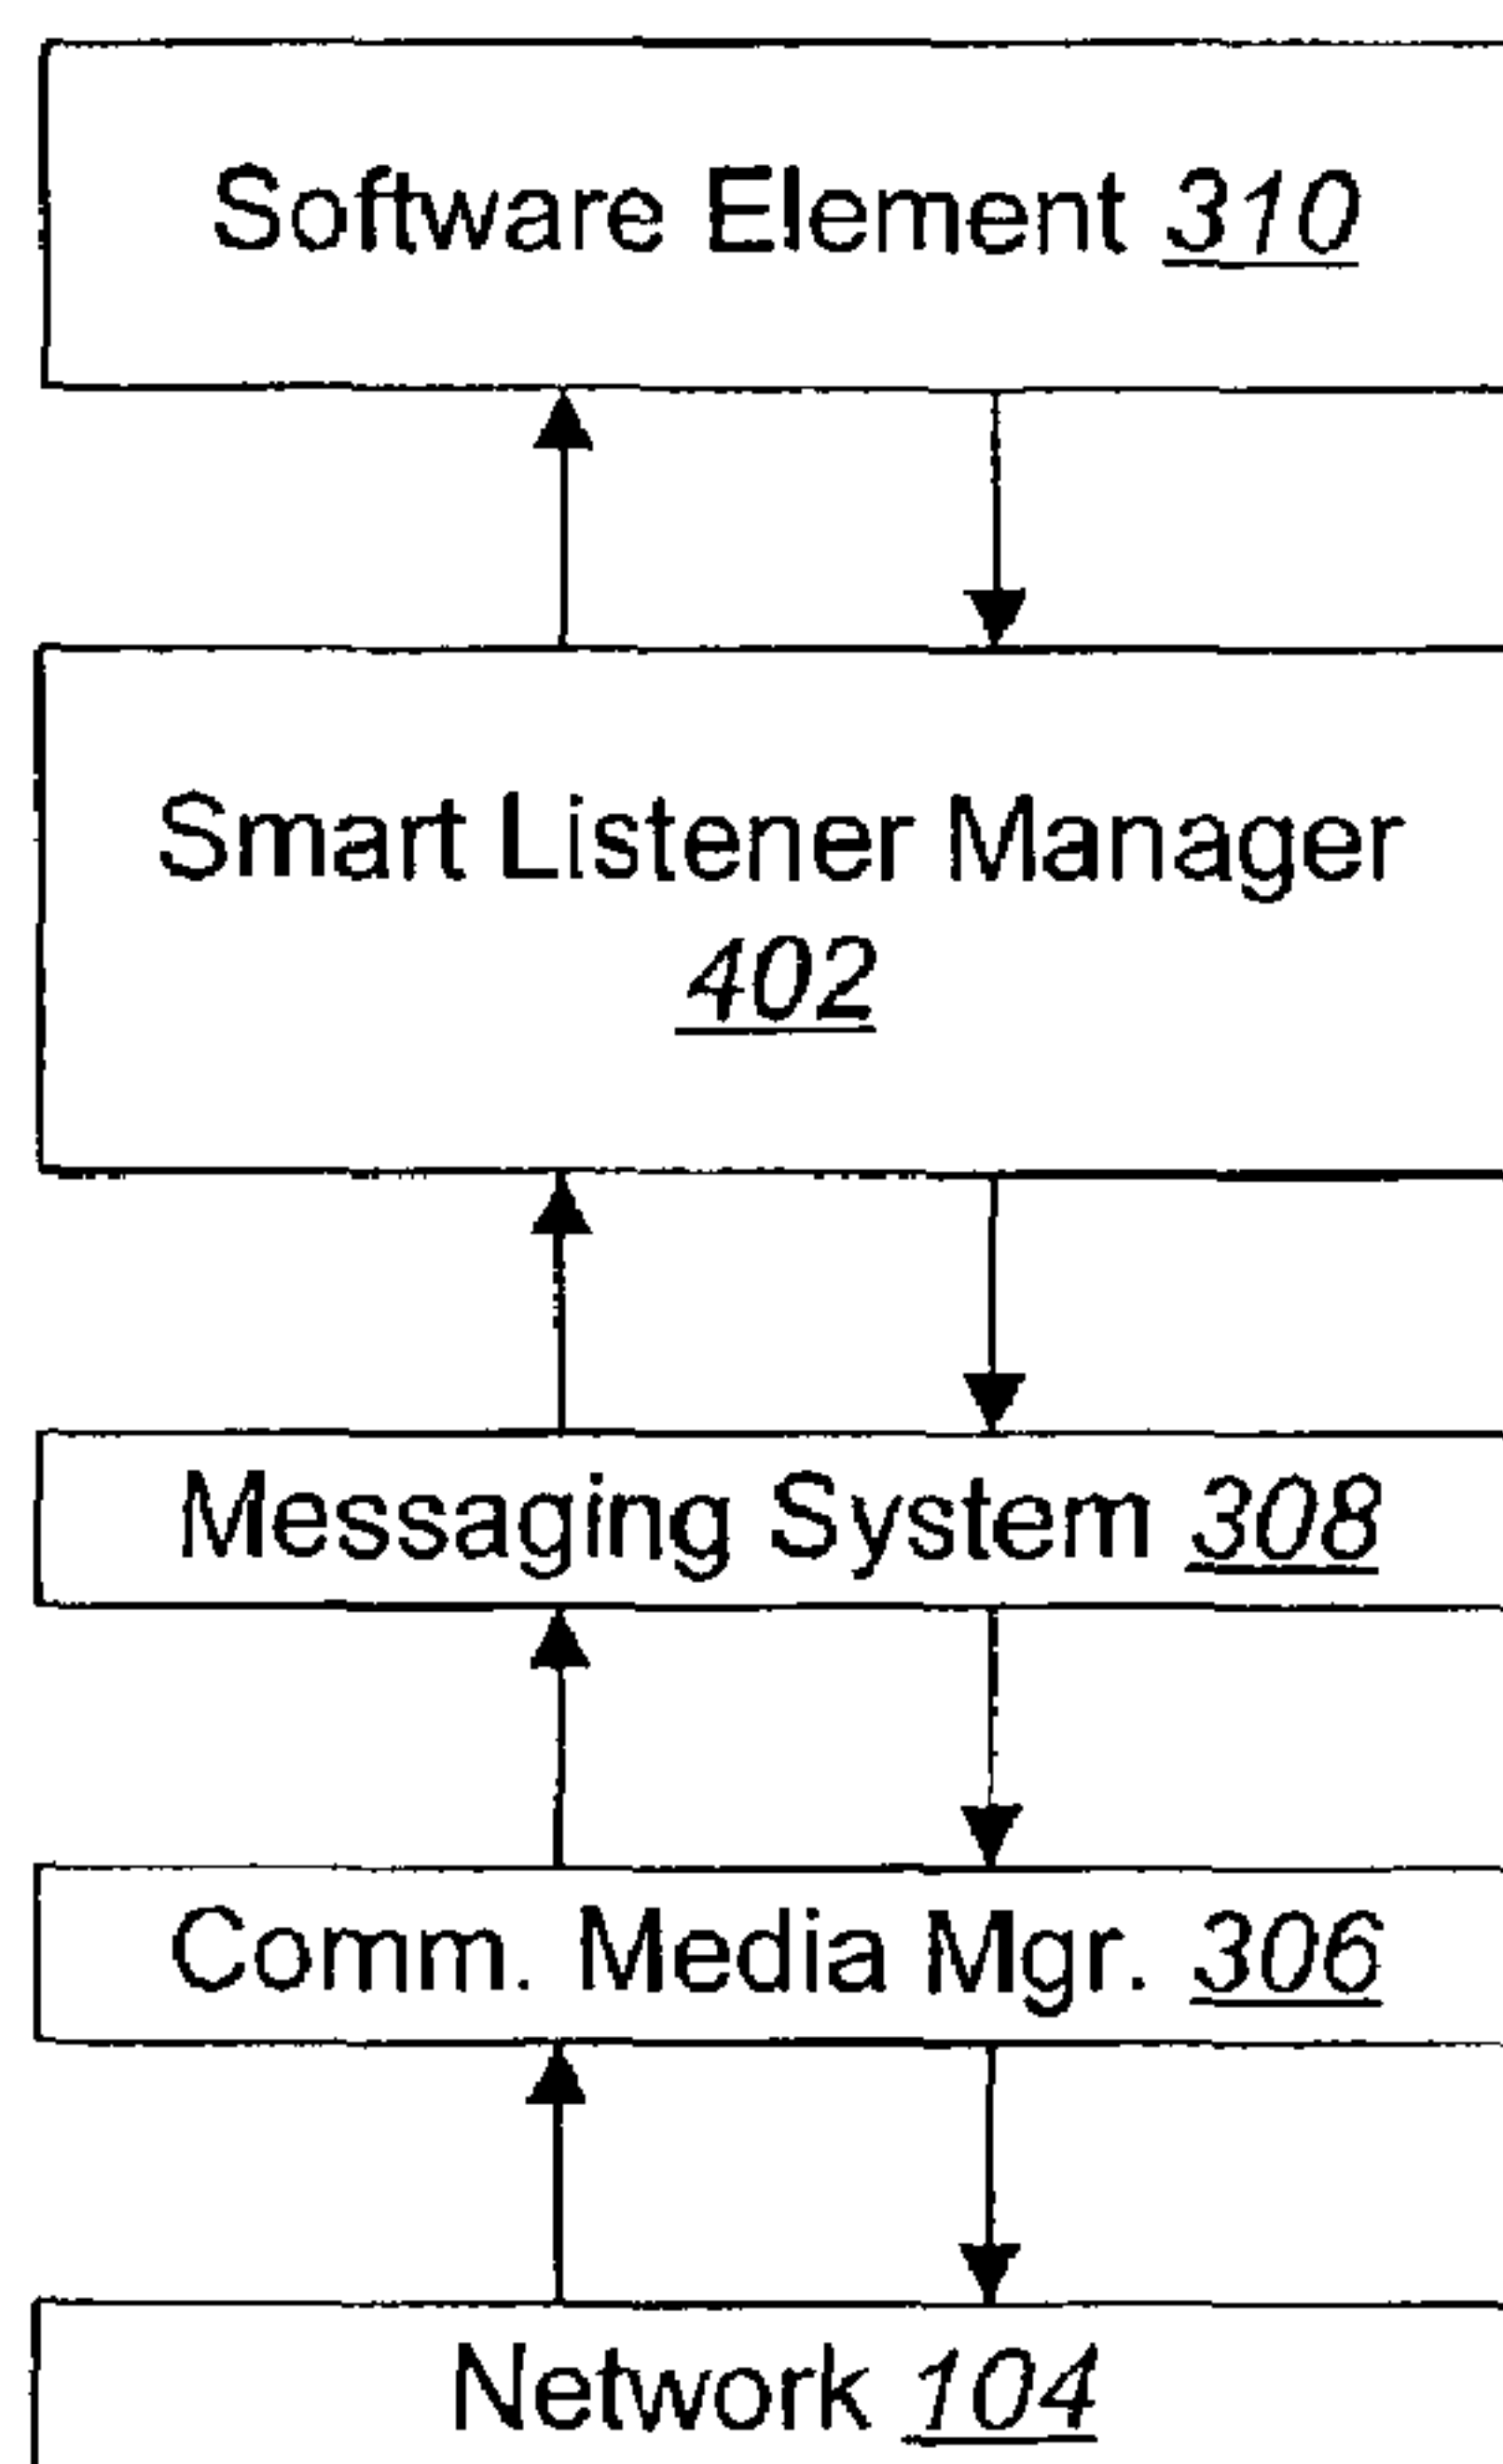 Software Element 310
Smart Listener Manager
402
Messaging System 308
Comm. Media Mgr. 306
Network 104